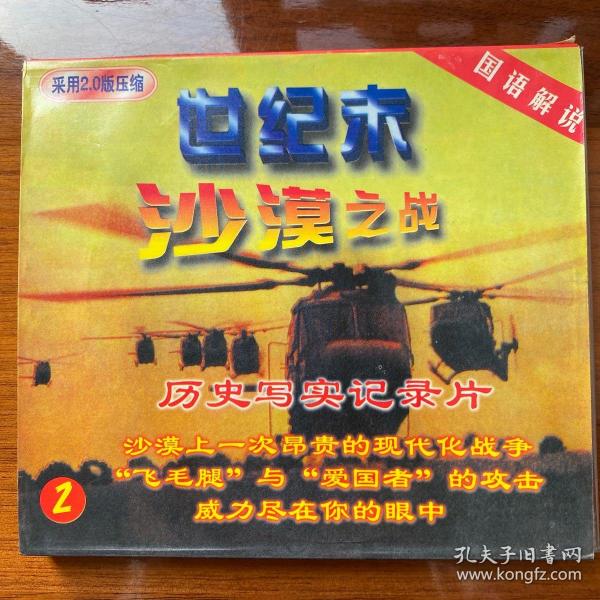 采用2.0版压缩
国语解说
世纪末
沙漠之战
历史写实记录片
沙漠上一次昂贵的现代化战争
“飞毛腿”与“爱国者”的攻击
威力尽在你的眼中
2
孔夫子旧书网
www.kongfz.com